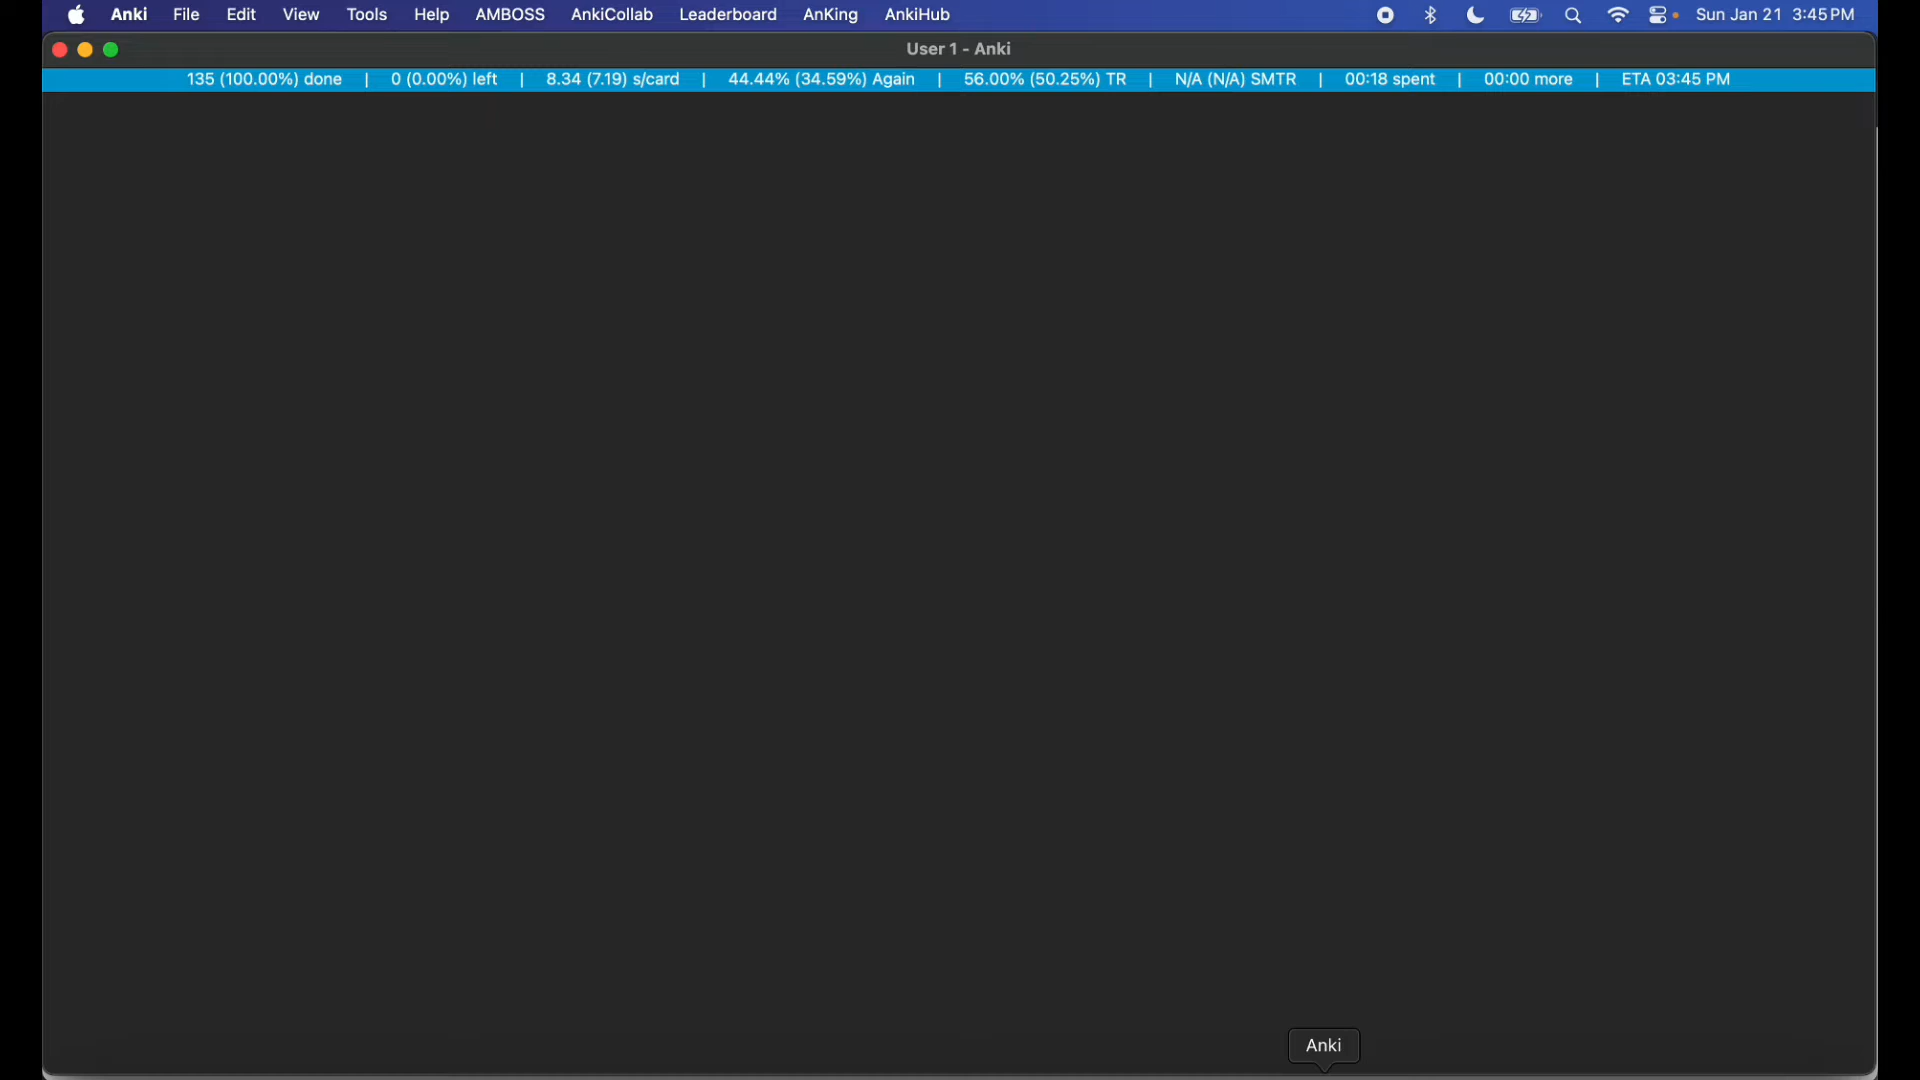 Anki File Edit View Tools Help AMBOSS AnkiCollab Leaderboard AnKing AnkiHub Sun Jan 21 3:45 PM
User 1 - Anki
135 (100.00%) done | 0 (0.00%) left | 8.34 (7.19) s/card | 44.44% (34.59%) Again | 56.00% (50.25%) TR | N/A (N/A) SMTR | 00:18 spent | 00:00 more | ETA 03:45 PM
Anki